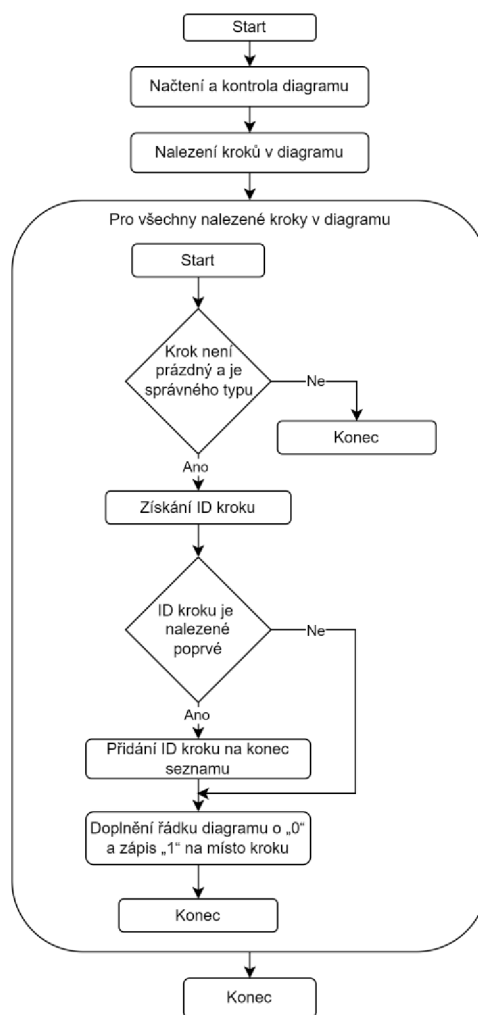 Start
Načtení a kontrola diagramu
Nalezení kroků v diagramu
Pro všechny nalezené kroky v diagramu
Start
Krok není
prázdný a je
správného typu
Ne
Konec
Ano
Získání ID kroku
ID kroku je
nalezené
poprvé
Ne
Ano
Přidání ID kroku na konec
seznamu
Doplnění řádku diagramu o „0“
a zápis „1“ na místo kroku
Konec
Konec